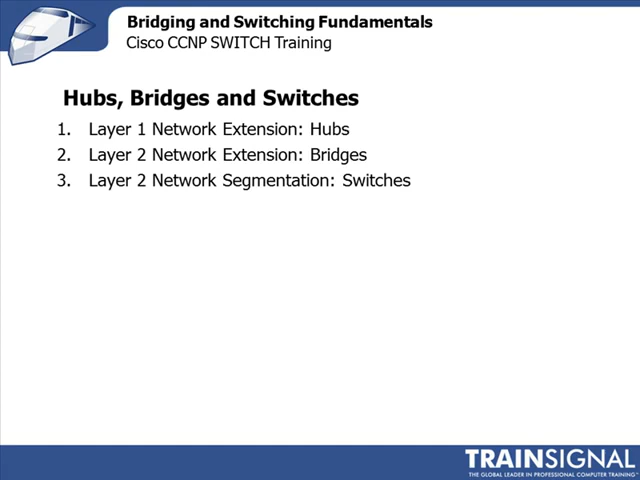 Bridging and Switching Fundamentals
Cisco CCNP SWITCH Training
Hubs, Bridges and Switches
1. Layer 1 Network Extension: Hubs
2. Layer 2 Network Extension: Bridges
3. Layer 2 Network Segmentation: Switches
TRAINSIGNAL
THE GLOBAL LEADER IN PROFESSIONAL COMPUTER TRAINING™